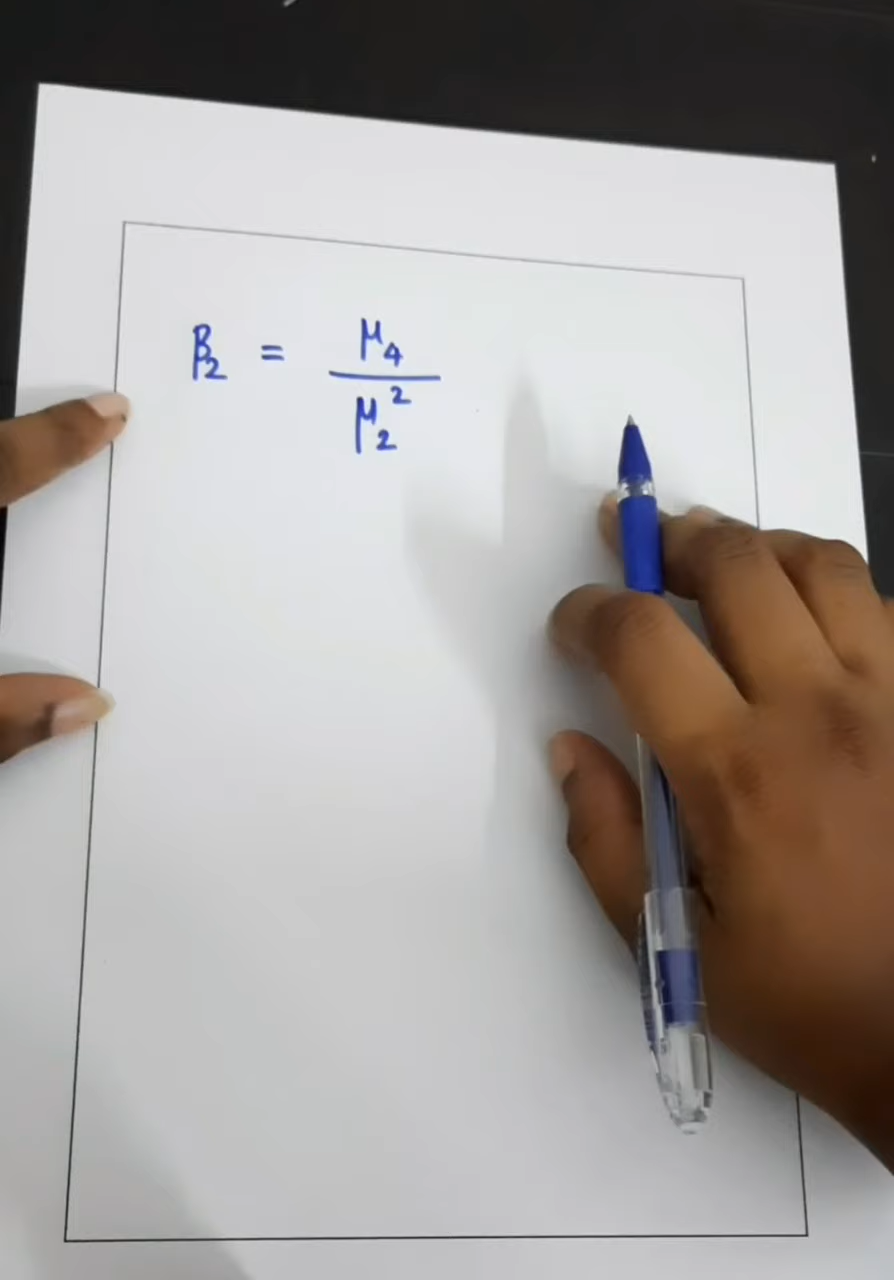 β₂ = μ₄ / μ₂²